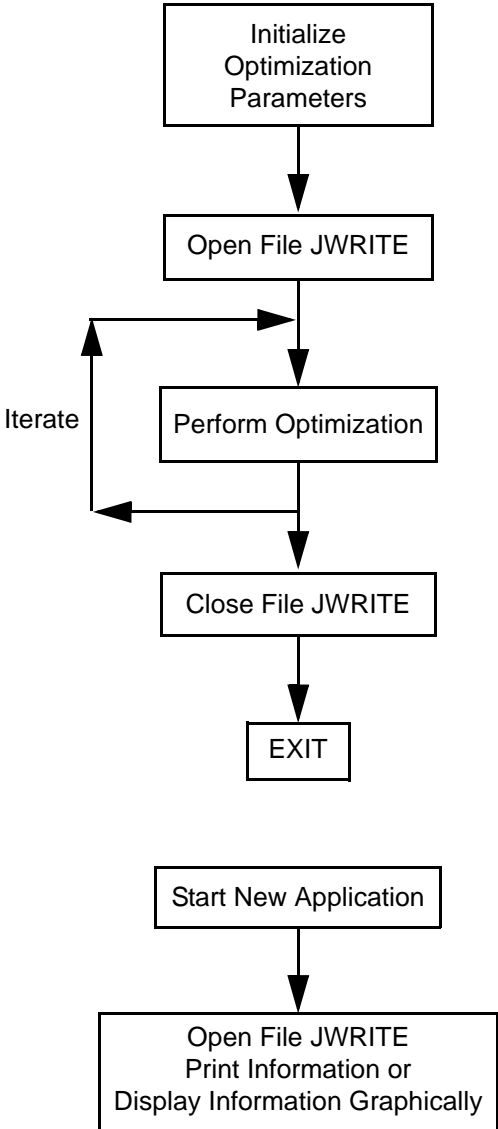 Initialize
Optimization
Parameters
Open File JWRITE
Iterate
Perform Optimization
Close File JWRITE
EXIT
Start New Application
Open File JWRITE
Print Information or
Display Information Graphically